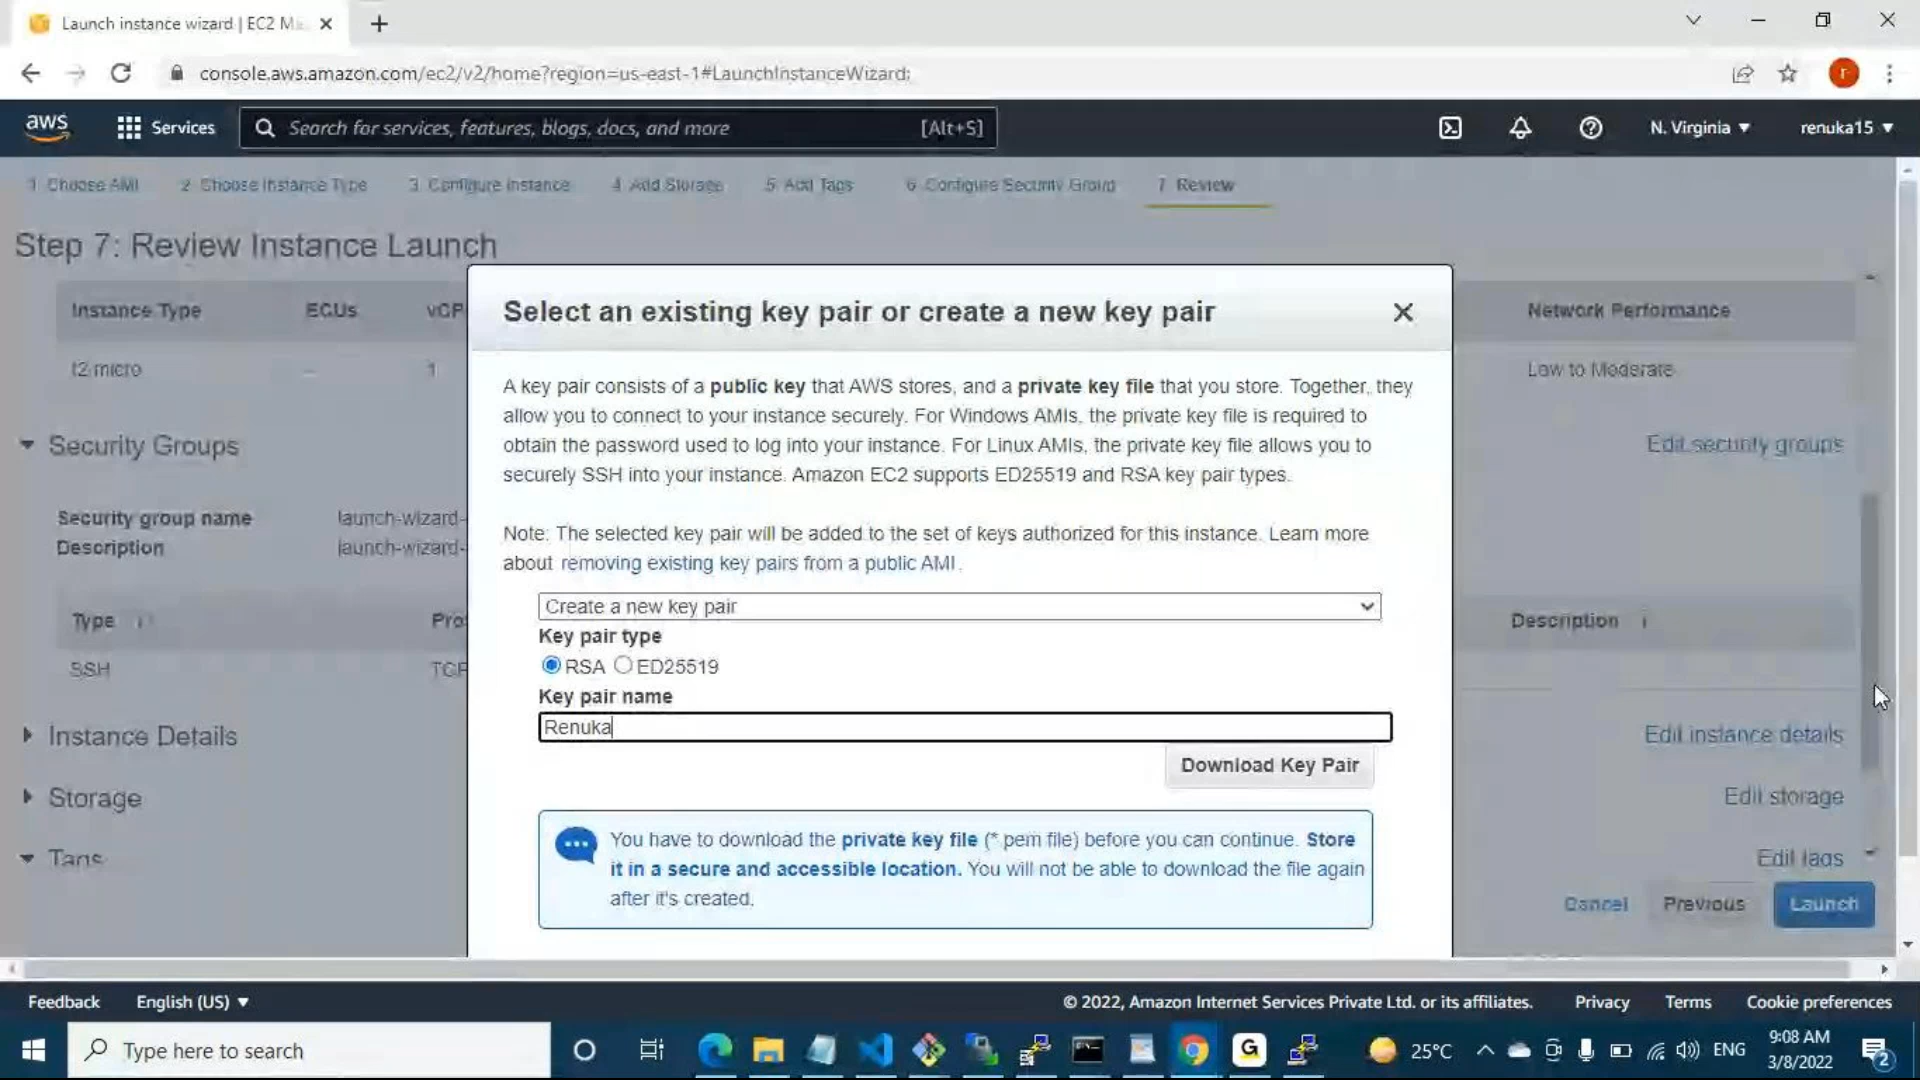 Launch instance wizard | EC2 Ma
console.aws.amazon.com/ec2/v2/home?region=us-east-1#LaunchInstanceWizard:
r
aws
Services
Search for services, features, blogs, docs, and more
[Alt+S]
N. Virginia
renuka15
1. Choose AMI 2. Choose Instance Type 3. Configure Instance 4. Add Storage 5. Add Tags 6. Configure Security Group 7. Review
Step 7: Review Instance Launch
Instance Type ECUs vCP Network Performance
t2.micro - 1 Low to Moderate
Security Groups
Edit security groups
Security group name launch-wizard-
Description launch-wizard-
Type i Pro Description i
SSH TCP
Instance Details
Edit instance details
Storage
Edit storage
Tags
Edit tags
Cancel Previous Launch
Select an existing key pair or create a new key pair
A key pair consists of a public key that AWS stores, and a private key file that you store. Together, they
allow you to connect to your instance securely. For Windows AMIs, the private key file is required to
obtain the password used to log into your instance. For Linux AMIs, the private key file allows you to
securely SSH into your instance. Amazon EC2 supports ED25519 and RSA key pair types.
Note: The selected key pair will be added to the set of keys authorized for this instance. Learn more
about removing existing key pairs from a public AMI.
Create a new key pair
Key pair type
RSA ED25519
Key pair name
Renuka
Download Key Pair
You have to download the private key file (*.pem file) before you can continue. Store
it in a secure and accessible location. You will not be able to download the file again
after it's created.
Feedback English (US)
© 2022, Amazon Internet Services Private Ltd. or its affiliates. Privacy Terms Cookie preferences
Type here to search
G
25°C
ENG
9:08 AM
3/8/2022
2